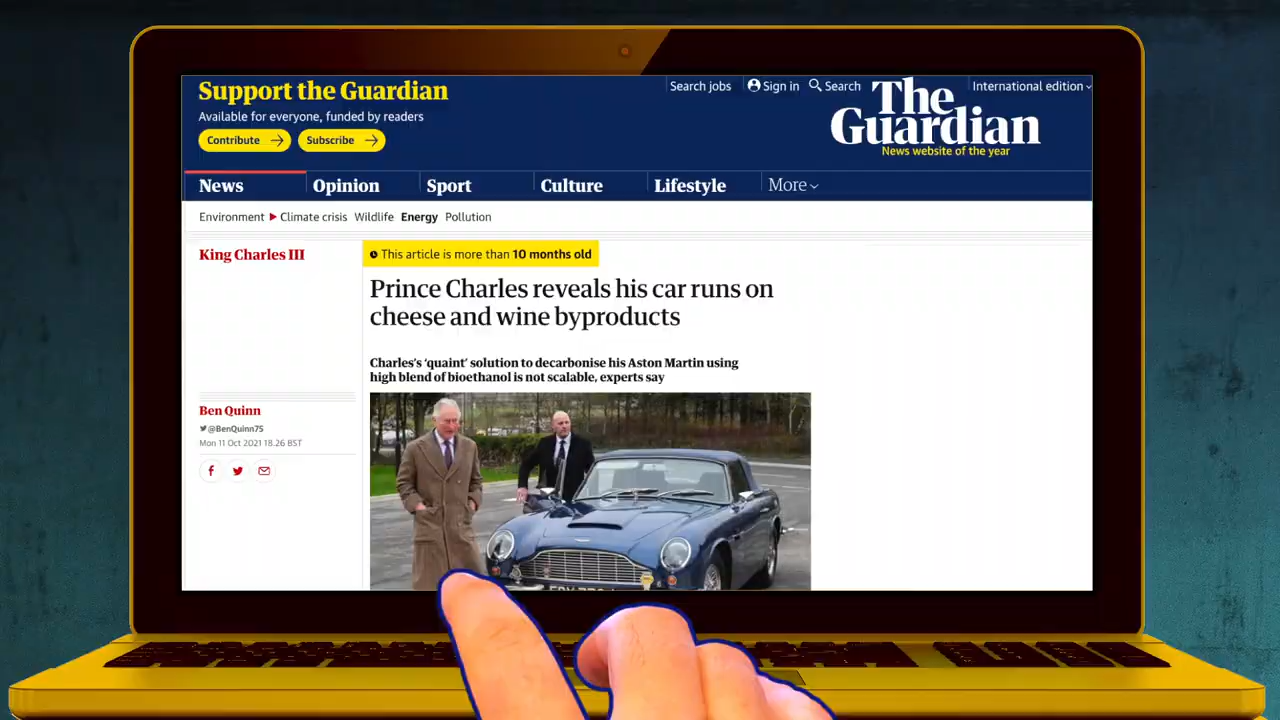 Support the Guardian
Available for everyone, funded by readers
Contribute
Subscribe
Search jobs
Sign in
Search
International edition
The
Guardian
News website of the year
News
Opinion
Sport
Culture
Lifestyle
More
Environment
Climate crisis
Wildlife
Energy
Pollution
King Charles III
This article is more than 10 months old
Prince Charles reveals his car runs on
cheese and wine byproducts
Charles's 'quaint' solution to decarbonise his Aston Martin using
high blend of bioethanol is not scalable, experts say
Ben Quinn
@BenQuinn75
Mon 11 Oct 2021 18.26 BST